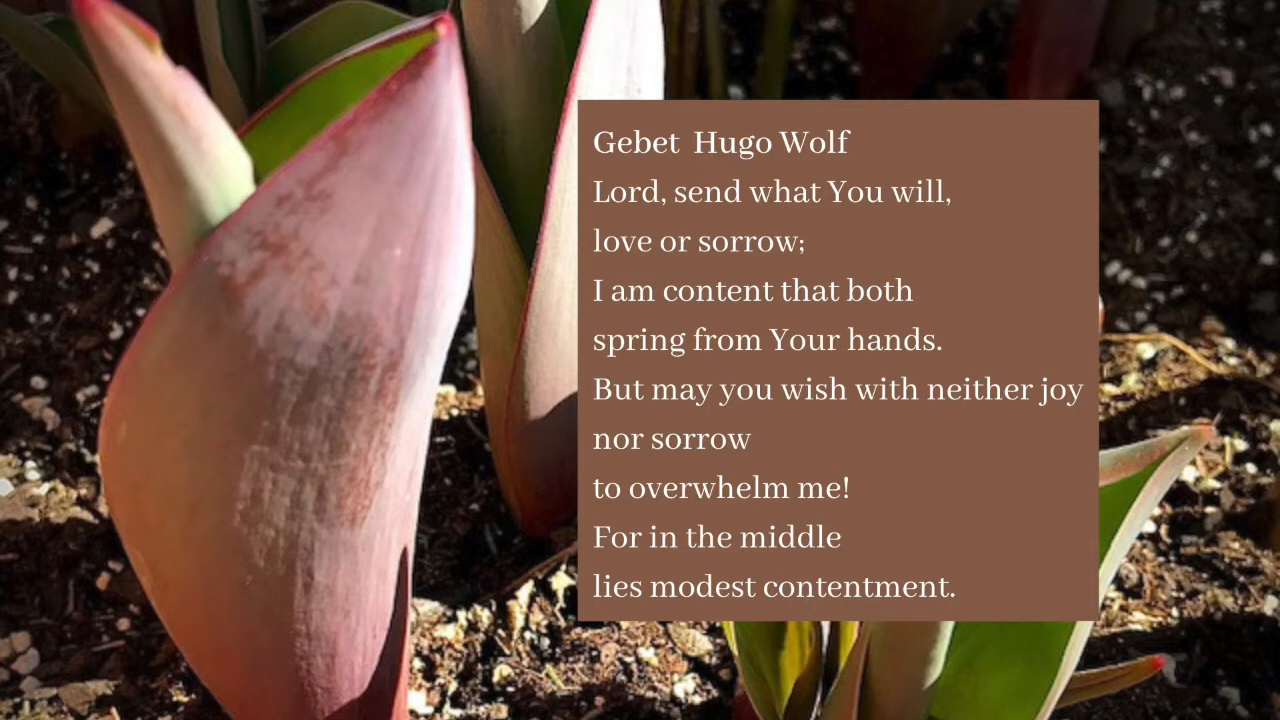 Gebet  Hugo Wolf
Lord, send what You will,
love or sorrow;
I am content that both
spring from Your hands.
But may you wish with neither joy
nor sorrow
to overwhelm me!
For in the middle
lies modest contentment.